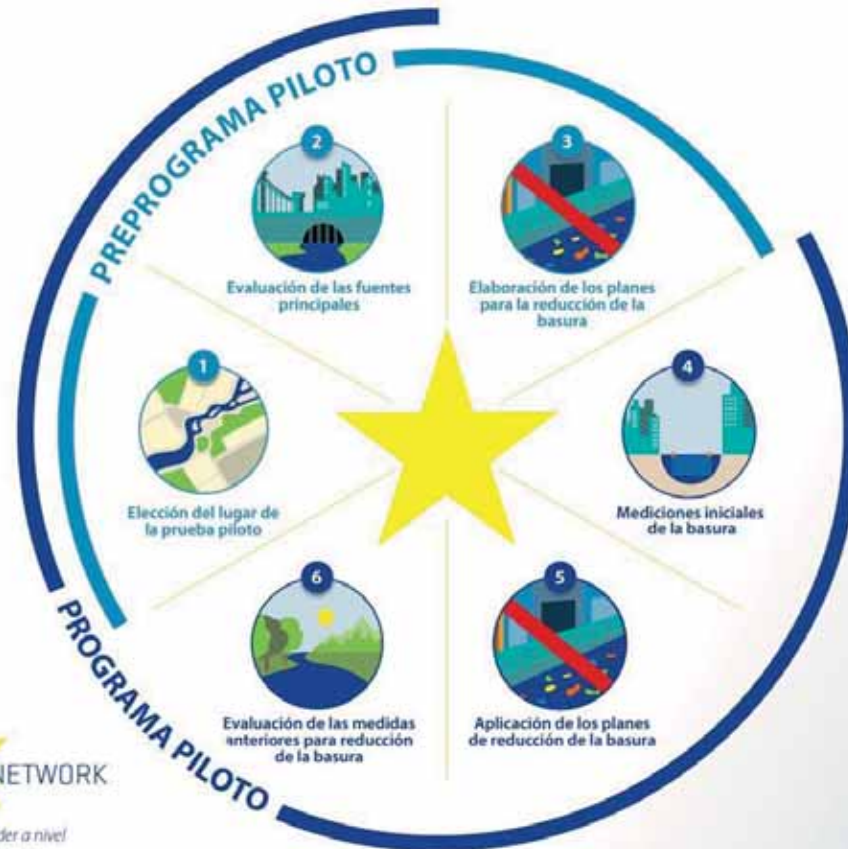 PREPROGRAMA PILOTO
2
Evaluación de las fuentes
principales
3
Elaboración de los planes
para la reducción de la
basura
1
Elección del lugar de
la prueba piloto
4
Mediciones iniciales
de la basura
6
Evaluación de las medidas
anteriores para reducción
de la basura
5
Aplicación de los planes
de reducción de la basura
PROGRAMA PILOTO
NETWORK
der a nivel